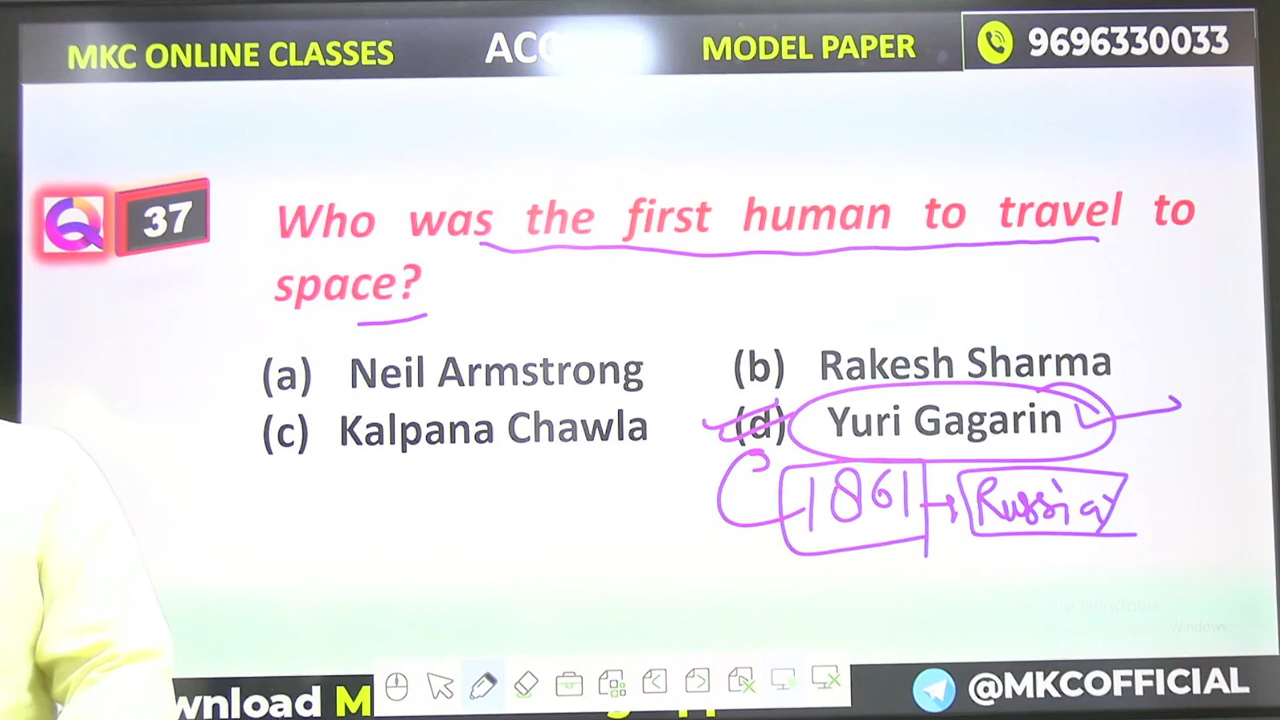 MKC ONLINE CLASSES MODEL PAPER 9696330033
37
Who was the first human to travel to
space?
(a) Neil Armstrong (b) Rakesh Sharma
(c) Kalpana Chawla (d) Yuri Gagarin
1861 → Russia
@MKCOFFICIAL